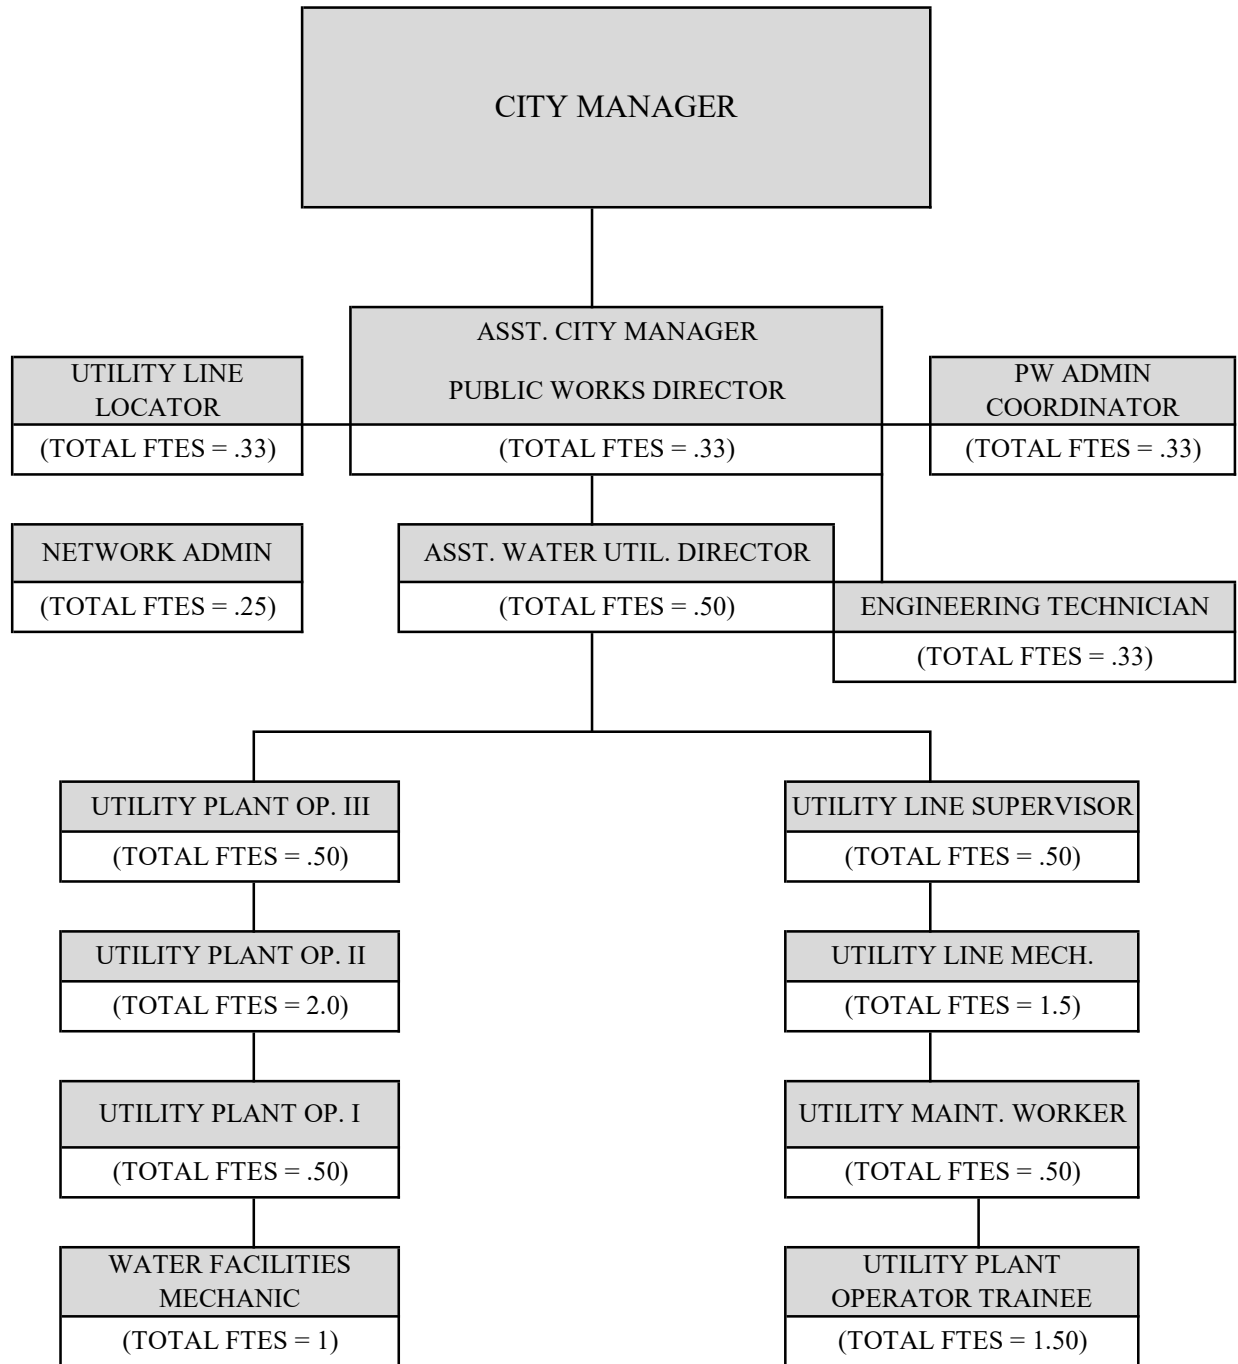 CITY MANAGER
ASST. CITY MANAGER
PUBLIC WORKS DIRECTOR
(TOTAL FTES = .33)
UTILITY LINE
LOCATOR
(TOTAL FTES = .33)
PW ADMIN
COORDINATOR
(TOTAL FTES = .33)
NETWORK ADMIN
(TOTAL FTES = .25)
ASST. WATER UTIL. DIRECTOR
(TOTAL FTES = .50)
ENGINEERING TECHNICIAN
(TOTAL FTES = .33)
UTILITY PLANT OP. III
(TOTAL FTES = .50)
UTILITY PLANT OP. II
(TOTAL FTES = 2.0)
UTILITY PLANT OP. I
(TOTAL FTES = .50)
WATER FACILITIES
MECHANIC
(TOTAL FTES = 1)
UTILITY LINE SUPERVISOR
(TOTAL FTES = .50)
UTILITY LINE MECH.
(TOTAL FTES = 1.5)
UTILITY MAINT. WORKER
(TOTAL FTES = .50)
UTILITY PLANT
OPERATOR TRAINEE
(TOTAL FTES = 1.50)